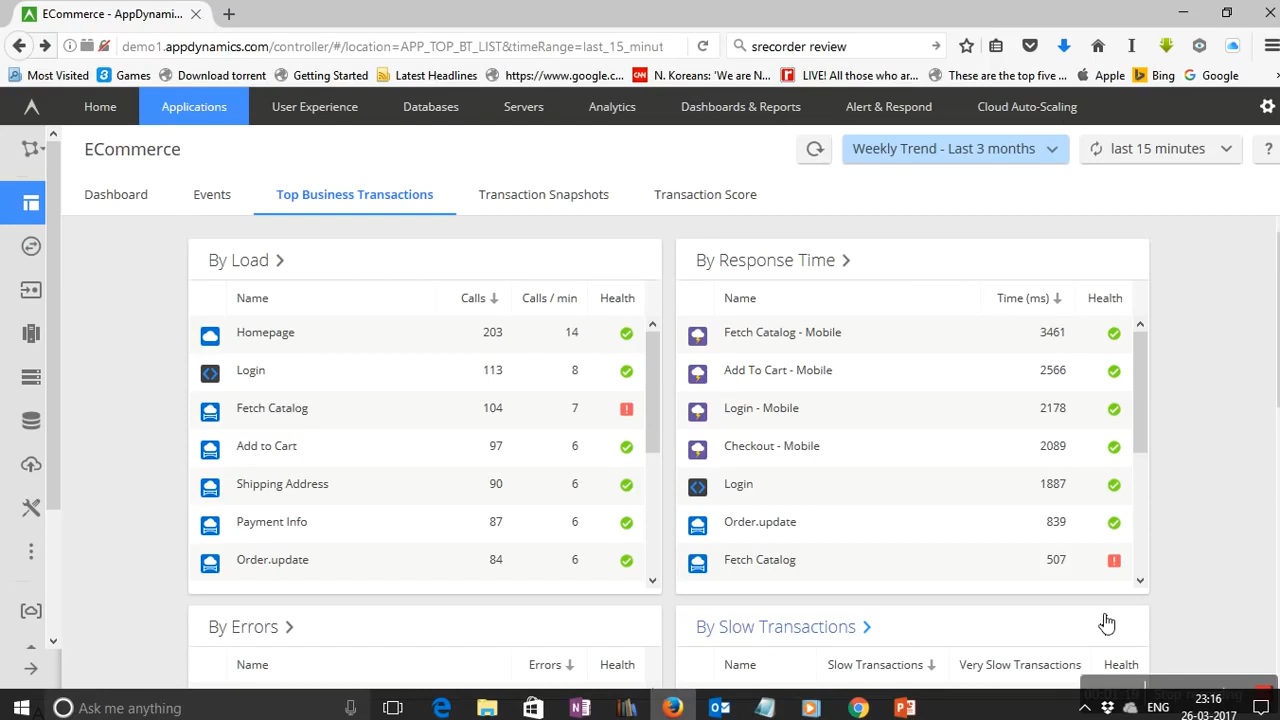 ECommerce - AppDynami...
demo1.appdynamics.com/controller/#/location=APP_TOP_BT_LIST&timeRange=last_15_minut
srecorder review
Most Visited Games Download torrent Getting Started Latest Headlines https://www.google.c... N. Koreans: 'We are N... LIVE! All those who ar... These are the top five ... Apple Bing Google
Home Applications User Experience Databases Servers Analytics Dashboards & Reports Alert & Respond Cloud Auto-Scaling
ECommerce
Weekly Trend - Last 3 months
last 15 minutes
?
Dashboard Events Top Business Transactions Transaction Snapshots Transaction Score
By Load
Name Calls Calls / min Health
Homepage 203 14
Login 113 8
Fetch Catalog 104 7
Add to Cart 97 6
Shipping Address 90 6
Payment Info 87 6
Order.update 84 6
By Response Time
Name Time (ms) Health
Fetch Catalog - Mobile 3461
Add To Cart - Mobile 2566
Login - Mobile 2178
Checkout - Mobile 2089
Login 1887
Order.update 839
Fetch Catalog 507
By Errors
Name Errors Health
By Slow Transactions
Name Slow Transactions Very Slow Transactions Health
Ask me anything
ENG
23:16
26-03-2017